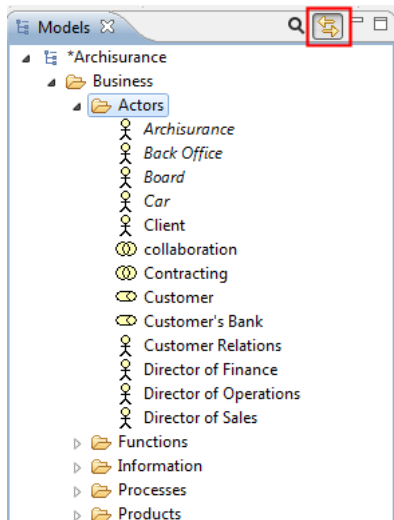 Models
*Archisurance
Business
Actors
Archisurance
Back Office
Board
Car
Client
collaboration
Contracting
Customer
Customer's Bank
Customer Relations
Director of Finance
Director of Operations
Director of Sales
Functions
Information
Processes
Products